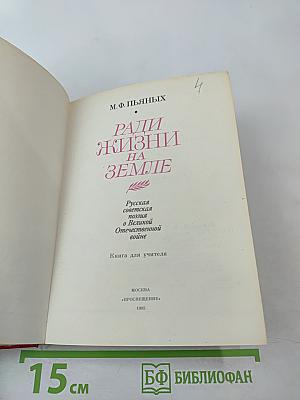 4
М. Ф. ПЬЯНЫХ
РАДИ
ЖИЗНИ
НА
ЗЕМЛЕ
Русская
советская
поэзия
о Великой
Отечественной
войне
Книга для учителя
МОСКВА
«ПРОСВЕЩЕНИЕ»
1985
15 см
БФ БИБЛИОФАН